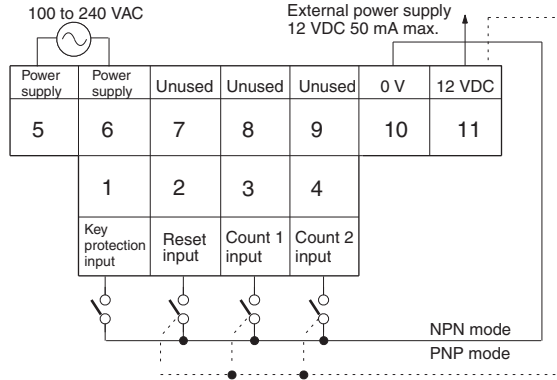 100 to 240 VAC
External power supply
12 VDC 50 mA max.
Power
supply
Power
supply
Unused
Unused
Unused
0 V
12 VDC
5
6
7
8
9
10
11
1
2
3
4
Key
protection
input
Reset
input
Count 1
input
Count 2
input
NPN mode
PNP mode